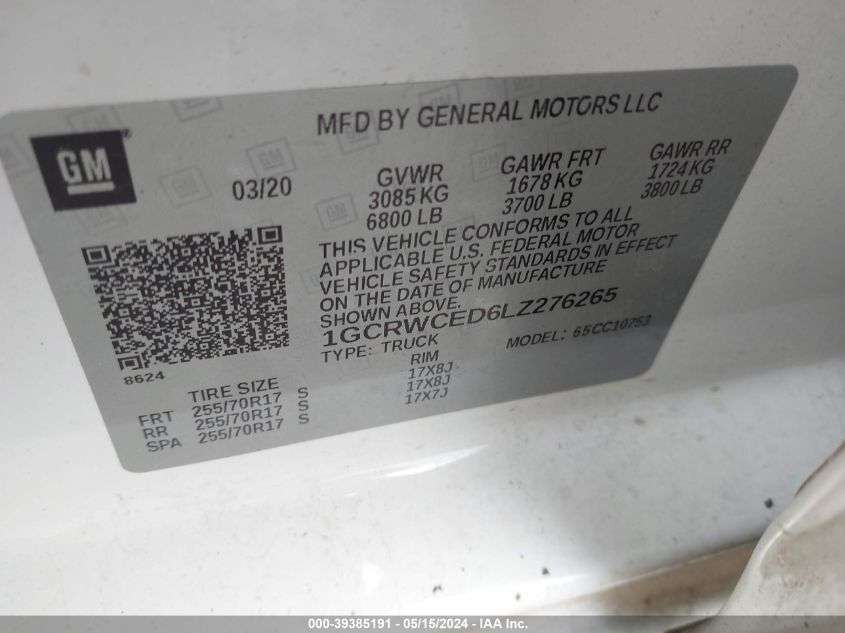 MFD BY GENERAL MOTORS LLC
GM
03/20
GVWR GAWR FRT GAWR RR
3085 KG 1678 KG 1724 KG
6800 LB 3700 LB 3800 LB
THIS VEHICLE CONFORMS TO ALL
APPLICABLE U.S. FEDERAL MOTOR
VEHICLE SAFETY STANDARDS IN EFFECT
ON THE DATE OF MANUFACTURE
SHOWN ABOVE.
1GCRWCED6LZ276265
TYPE: TRUCK MODEL: 65CC10753
8624
TIRE SIZE RIM
FRT 255/70R17 S 17X8J
RR 255/70R17 S 17X8J
SPA 255/70R17 S 17X7J
000-39385191 - 05/15/2024 - IAA Inc.